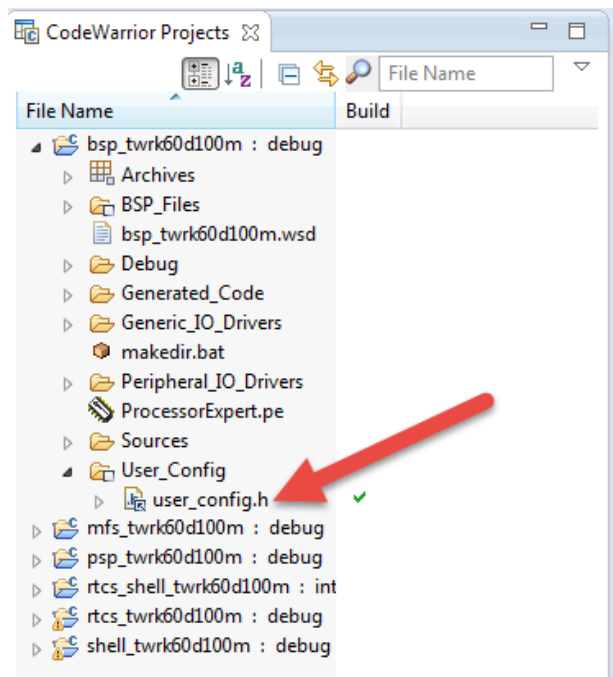 CodeWarrior Projects
File Name
File Name Build
bsp_twrk60d100m : debug
Archives
BSP_Files
bsp_twrk60d100m.wsd
Debug
Generated_Code
Generic_IO_Drivers
makedir.bat
Peripheral_IO_Drivers
ProcessorExpert.pe
Sources
User_Config
user_config.h
mfs_twrk60d100m : debug
psp_twrk60d100m : debug
rtcs_shell_twrk60d100m : int
rtcs_twrk60d100m : debug
shell_twrk60d100m : debug